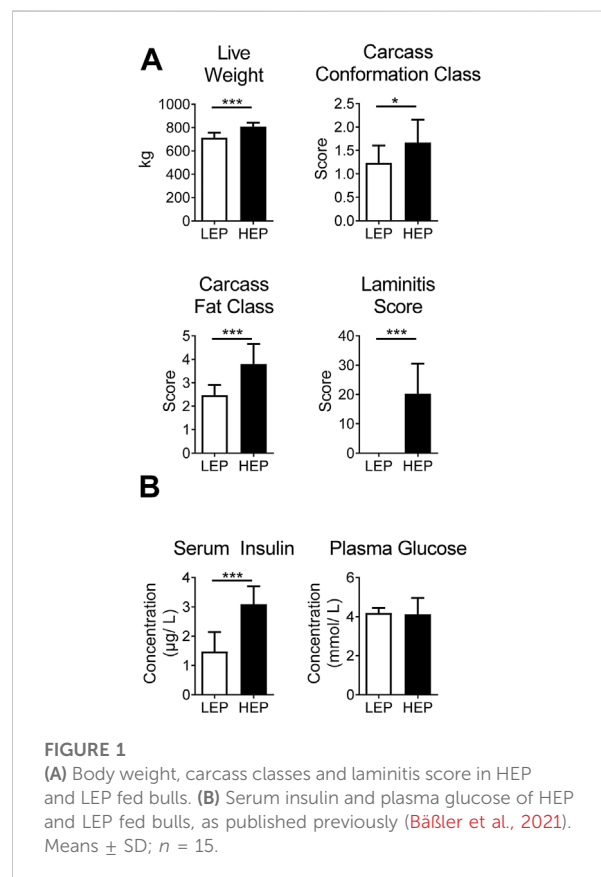 A
Live
Weight
kg
1000
800
600
400
200
0
***
LEP HEP
Carcass
Conformation Class
Score
2.5
2.0
1.5
1.0
0.5
0.0
*
LEP HEP
Carcass
Fat Class
Score
5
4
3
2
1
0
***
LEP HEP
Laminitis
Score
Score
40
30
20
10
0
***
LEP HEP
B
Serum Insulin
Concentration
(µg/ L)
4
3
2
1
0
***
LEP HEP
Plasma Glucose
Concentration
(mmol/ L)
6
4
2
0
LEP HEP
FIGURE 1
(A) Body weight, carcass classes and laminitis score in HEP
and LEP fed bulls. (B) Serum insulin and plasma glucose of HEP
and LEP fed bulls, as published previously (Bäßler et al., 2021).
Means ± SD; n = 15.